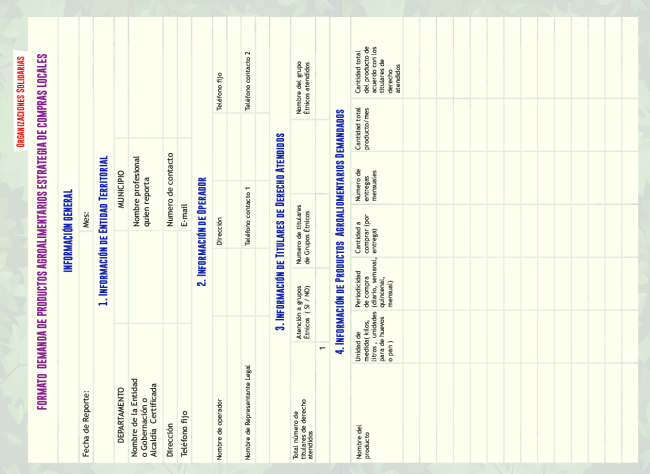 ORGANIZACIONES SOLIDARIAS
FORMATO DEMANDA DE PRODUCTOS AGROALIMENTARIOS ESTRATEGIA DE COMPRAS LOCALES
INFORMACIÓN GENERAL
Fecha de Reporte: Mes:
1. INFORMACIÓN DE ENTIDAD TERRITORIAL
DEPARTAMENTO MUNICIPIO
Nombre de la Entidad
o Gobernación o
Alcaldia Certificada
Nombre profesional
quien reporta
Dirección Numero de contacto
Teléfono fijo E-mail
2. INFORMACIÓN DE OPERADOR
Nombre de operador Dirección Teléfono fijo
Nombre de Representante Legal Teléfono contacto 1 Teléfono contacto 2
3. INFORMACIÓN DE TITULARES DE DERECHO ATENDIDOS
Total número de
titulares de derecho
atendidos
Atención a grupos
Étnicos ( SI / NO)
Numero de titulares
de Grupos Étnicos
Nombre del grupo
Étnicos atendidos
1
4. INFORMACIÓN DE PRODUCTOS AGROALIOMENTARIOS DEMANDADOS
Nombre del
producto
Unidad de
medida( kilos,
litros , unidades
para de huevos
o pan )
Periodicidad
de compra
(diario, semanal,
quincenal,
mensual)
Cantidad a
comprar (por
entrega)
Numero de
entregas
mensuales
Cantidad total
producto/mes
Cantidad total
del producto de
acuerdo con los
titulares de
derecho
atendidos